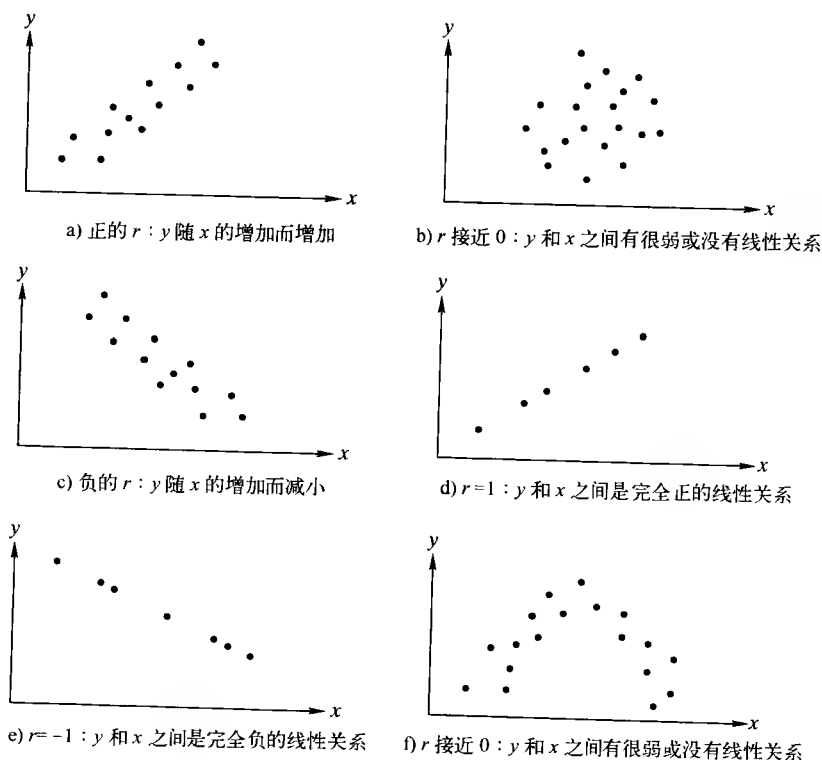 y
x
a) 正的 r：y 随 x 的增加而增加
y
x
b) r 接近 0：y 和 x 之间有很弱或没有线性关系
y
x
c) 负的 r：y 随 x 的增加而减小
y
x
d) r=1：y 和 x 之间是完全正的线性关系
y
x
e) r=-1：y 和 x 之间是完全负的线性关系
y
x
f) r 接近 0：y 和 x 之间有很弱或没有线性关系